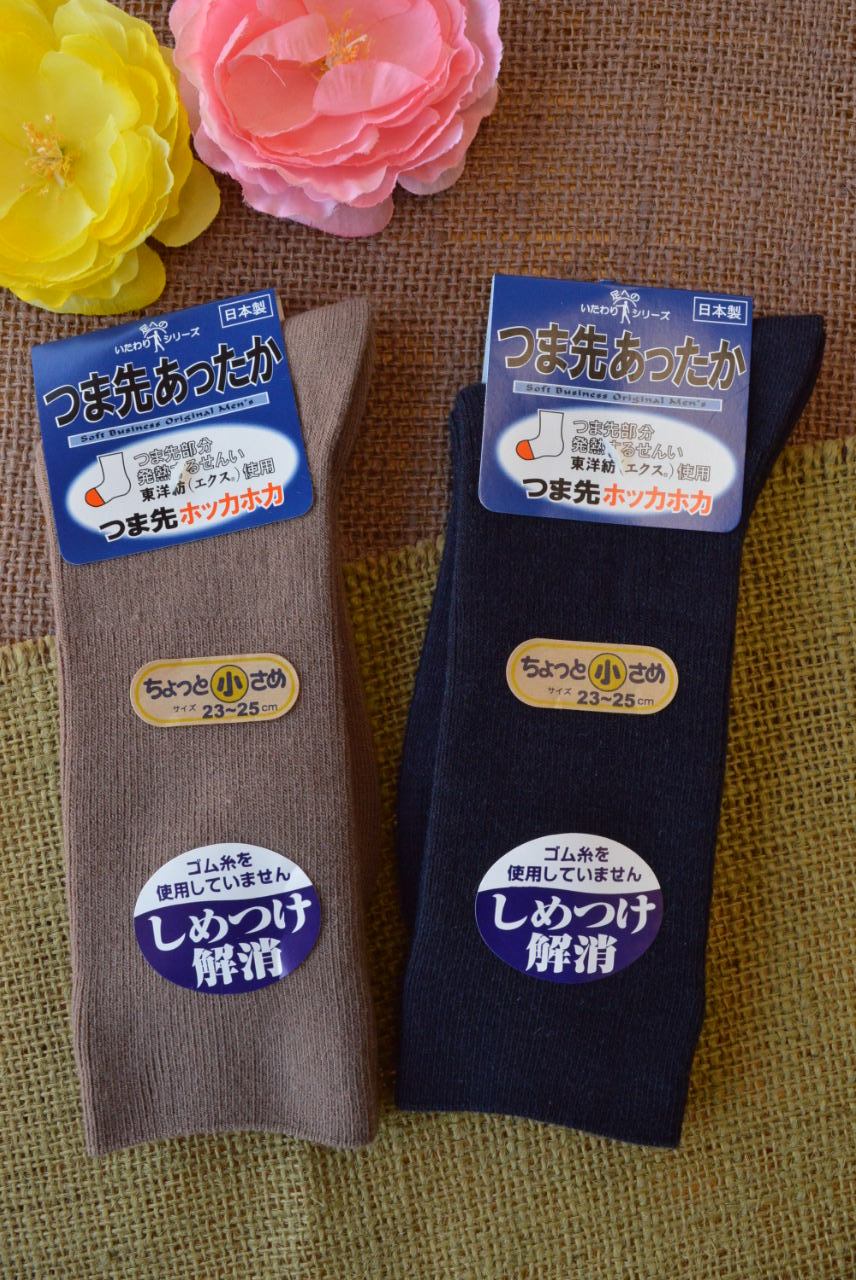 足への
いたわり シリーズ
日本製
つま先あったか
Soft Business Original Men's
つま先部分
発熱するせんい
東洋紡(エクス®)使用
つま先ホッカホカ
ちょっと小さめ
サイズ 23~25cm
ゴム糸を
使用していません
しめつけ
解消
足への
いたわり シリーズ
日本製
つま先あったか
Soft Business Original Men's
つま先部分
発熱するせんい
東洋紡(エクス®)使用
つま先ホッカホカ
ちょっと小さめ
サイズ 23~25cm
ゴム糸を
使用していません
しめつけ
解消